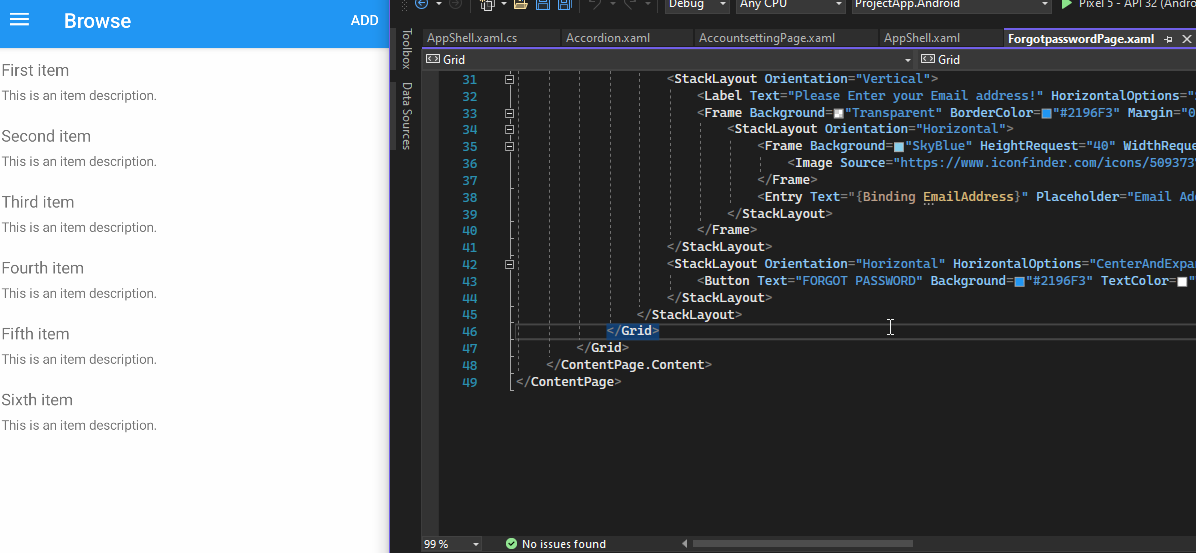 Browse
ADD
First item
This is an item description.
Second item
This is an item description.
Third item
This is an item description.
Fourth item
This is an item description.
Fifth item
This is an item description.
Sixth item
This is an item description.
Debug
Any CPU
ProjectApp.Android
Pixel 5 - API 32 (Andro
Toolbox
Data Sources
AppShell.xaml.cs
Accordion.xaml
AccountsettingPage.xaml
AppShell.xaml
ForgotpasswordPage.xaml
Grid
Grid
31 <StackLayout Orientation="Vertical">
32 <Label Text="Please Enter your Email address!" HorizontalOptions="
33 <Frame Background="Transparent" BorderColor="#2196F3" Margin="0
34 <StackLayout Orientation="Horizontal">
35 <Frame Background="SkyBlue" HeightRequest="40" WidthReque
36 <Image Source="https://www.iconfinder.com/icons/509373
37 </Frame>
38 <Entry Text="{Binding EmailAddress}" Placeholder="Email Ad
39 </StackLayout>
40 </Frame>
41 </StackLayout>
42 <StackLayout Orientation="Horizontal" HorizontalOptions="CenterAndExpa
43 <Button Text="FORGOT PASSWORD" Background="#2196F3" TextColor="
44 </StackLayout>
45 </StackLayout>
46 </Grid>
47 </Grid>
48 </ContentPage.Content>
49 </ContentPage>
99 %
No issues found